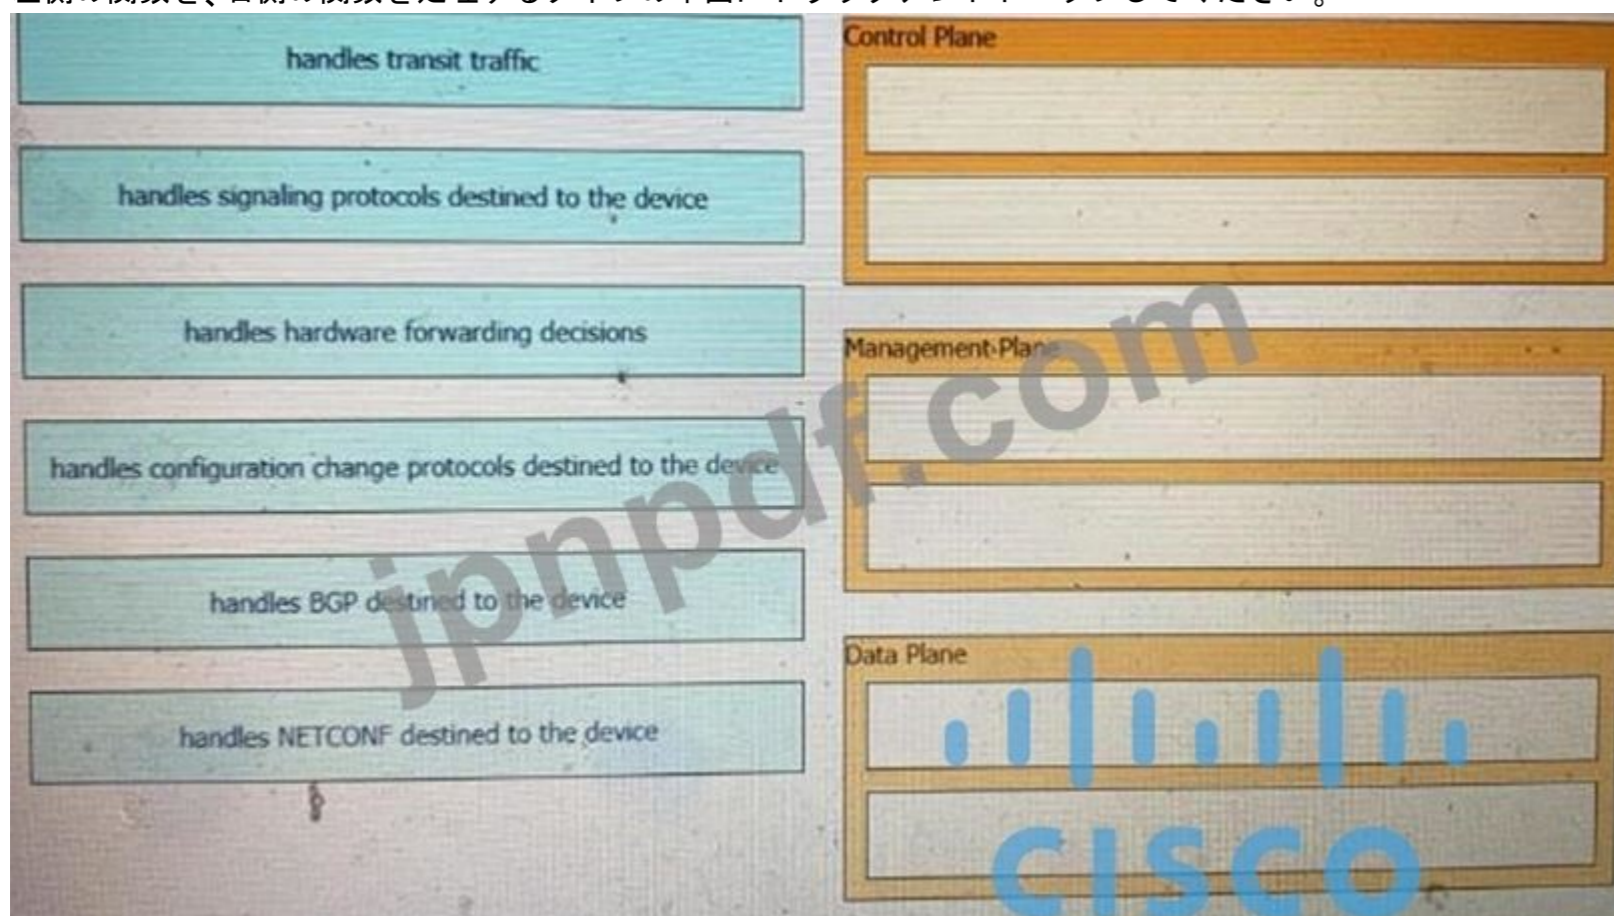 handles transit traffic
handles signaling protocols destined to the device
handles hardware forwarding decisions
handles configuration change protocols destined to the device
handles BGP destined to the device
handles NETCONF destined to the device
Control Plane
Management Plane
Data Plane
jpnpdf.com
CISCO